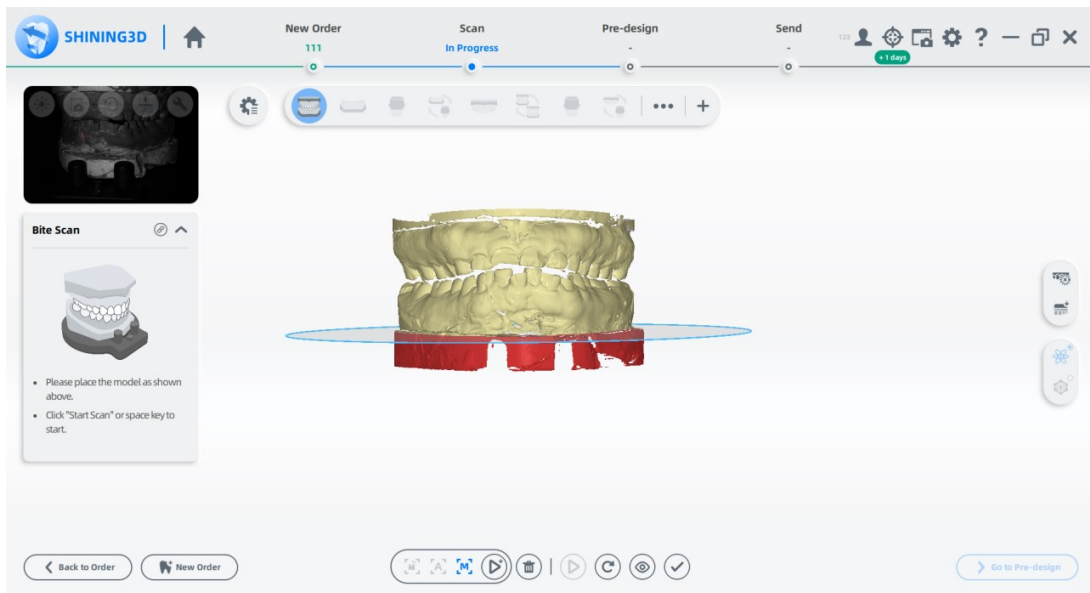 SHINING3D
New Order
Scan
Pre-design
Send
111
In Progress
-
-
123
+1 days
Bite Scan
• Please place the model as shown
above.
• Click "Start Scan" or space key to
start.
Back to Order
New Order
A
M
Go to Pre-design